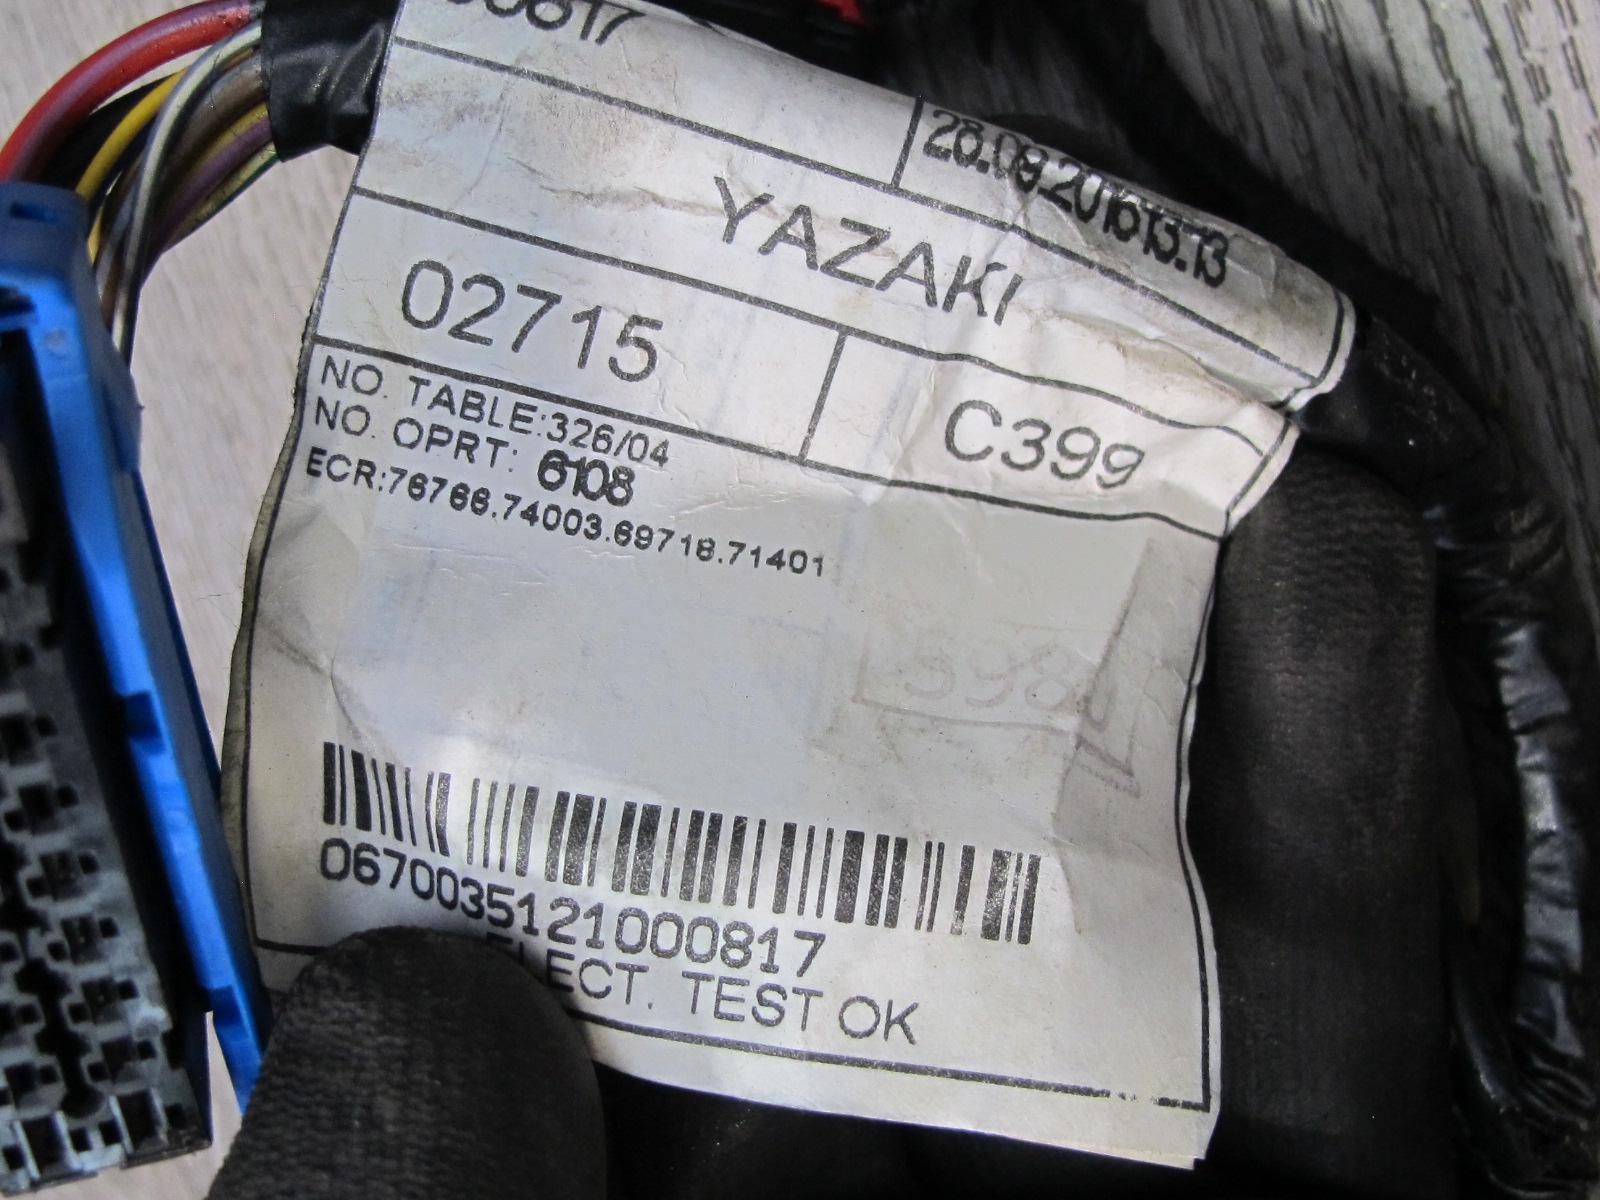 28.09.2016 13.13
YAZAKI
02715
C399
NO. TABLE:326/04
NO. OPRT: 6108
ECR:76766.74003.69718.71401
0670035121000817
ELECT. TEST OK